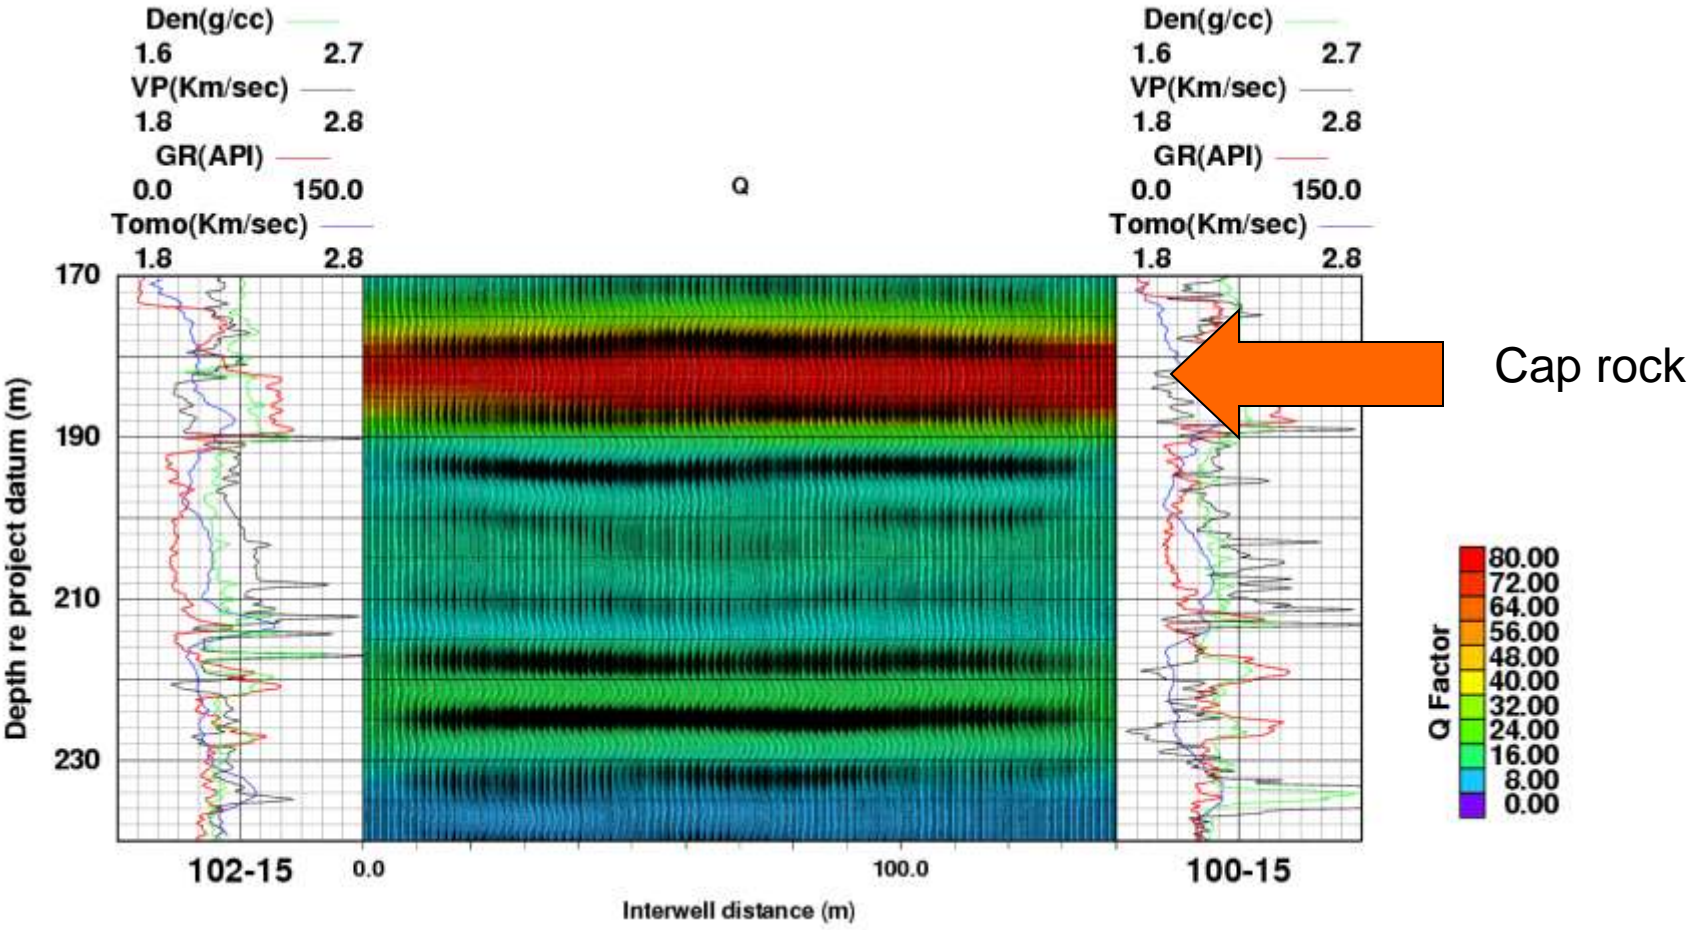 Den(g/cc)
1.6 2.7
VP(Km/sec)
1.8 2.8
GR(API)
0.0 150.0
Tomo(Km/sec)
1.8 2.8
Q
Den(g/cc)
1.6 2.7
VP(Km/sec)
1.8 2.8
GR(API)
0.0 150.0
Tomo(Km/sec)
1.8 2.8
Depth re project datum (m)
170
190
210
230
Cap rock
Q Factor
80.00
72.00
64.00
56.00
48.00
40.00
32.00
24.00
16.00
8.00
0.00
102-15 0.0 100.0 100-15
Interwell distance (m)